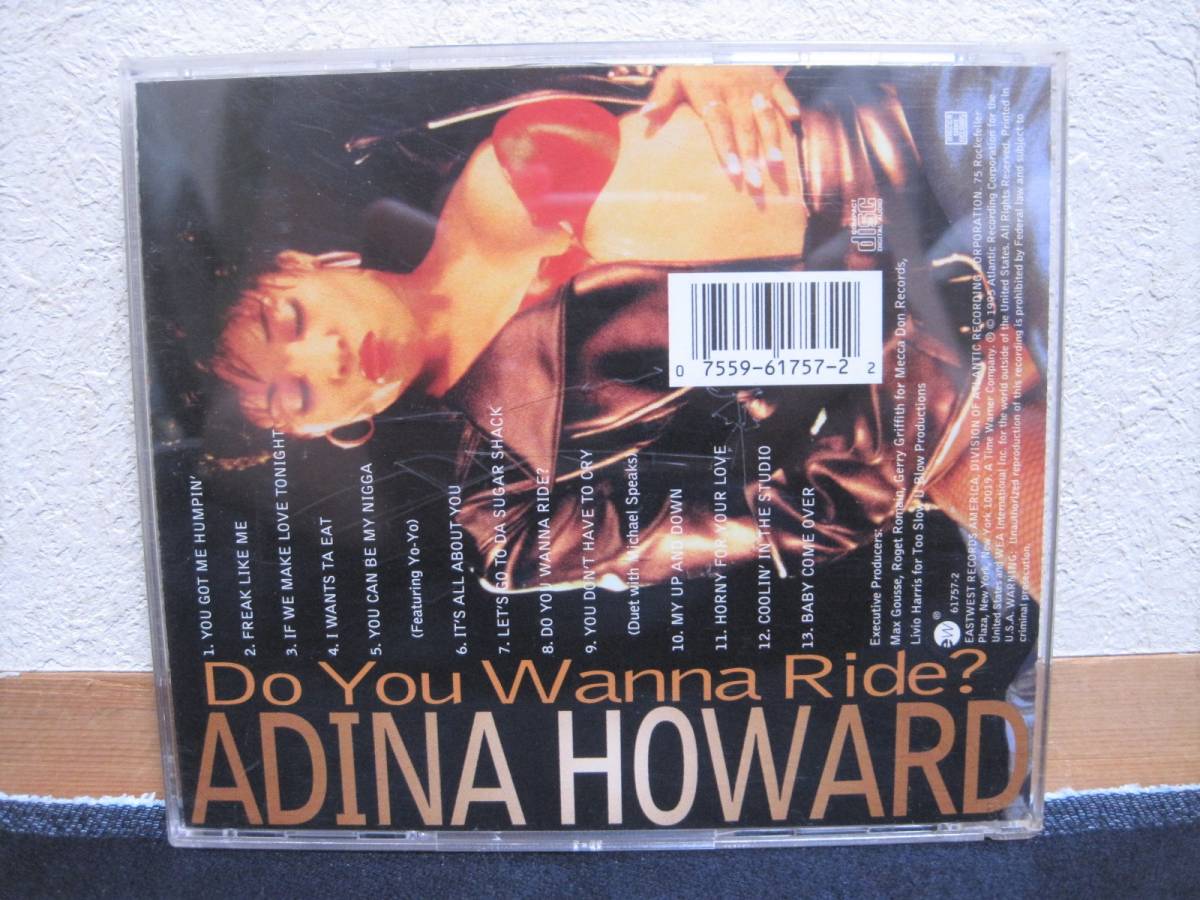 Do You Wanna Ride?
ADINA HOWARD
1. YOU GOT ME HUMPIN'
2. FREAK LIKE ME
3. IF WE MAKE LOVE TONIGHT
4. I WANTS TA EAT
5. YOU CAN BE MY NIGGA
(Featuring Yo-Yo)
6. IT'S ALL ABOUT YOU
7. LET'S GO TO DA SUGAR SHACK
8. DO YOU WANNA RIDE?
9. YOU DON'T HAVE TO CRY
(Duet with Michael Speaks)
10. MY UP AND DOWN
11. HORNY FOR YOUR LOVE
12. COOLIN' IN THE STUDIO
13. BABY COME OVER
Executive Producers:
Max Gousse, Roget Romain, Gerry Griffith for Mecca Don Records,
Livio Harris for Too Slow U Blow Productions
ew ® 61757-2
EASTWEST RECORDS AMERICA, DIVISION OF ATLANTIC RECORDING CORPORATION. 75 Rockefeller
Plaza, New York, New York 10019. A Time Warner Company. ℗ © 1995 Atlantic Recording Corporation for the
United States and WEA International Inc. for the world outside of the United States. All Rights Reserved. Printed in
U.S.A. WARNING: Unauthorized reproduction of this recording is prohibited by Federal law and subject to
criminal prosecution.
COMPACT
disc
DIGITAL AUDIO
0 7559-61757-2 2